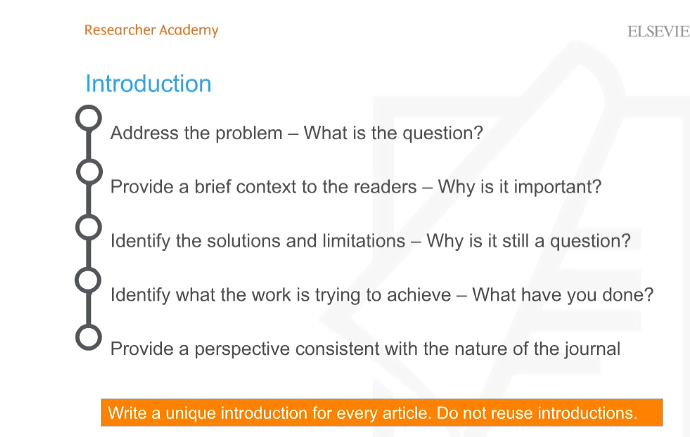 Researcher Academy
ELSEVIE
Introduction
Address the problem – What is the question?
Provide a brief context to the readers – Why is it important?
Identify the solutions and limitations – Why is it still a question?
Identify what the work is trying to achieve – What have you done?
Provide a perspective consistent with the nature of the journal
Write a unique introduction for every article. Do not reuse introductions.